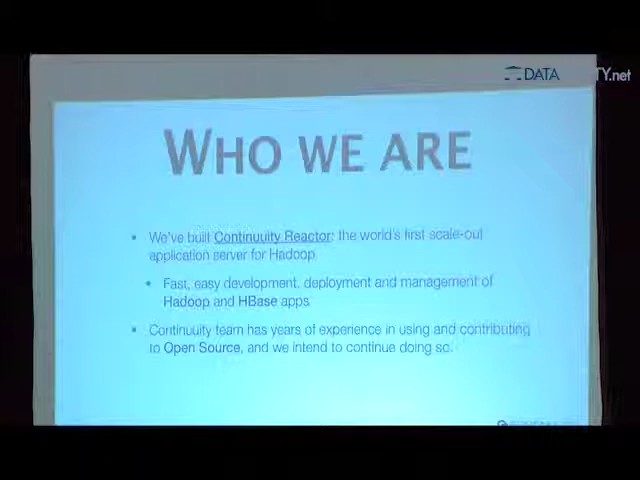 DATA TY.net
WHO WE ARE
• We've built Continuuity Reactor: the world's first scale-out
application server for Hadoop
• Fast, easy development, deployment and management of
Hadoop and HBase apps
• Continuuity team has years of experience in using and contributing
to Open Source, and we intend to continue doing so.